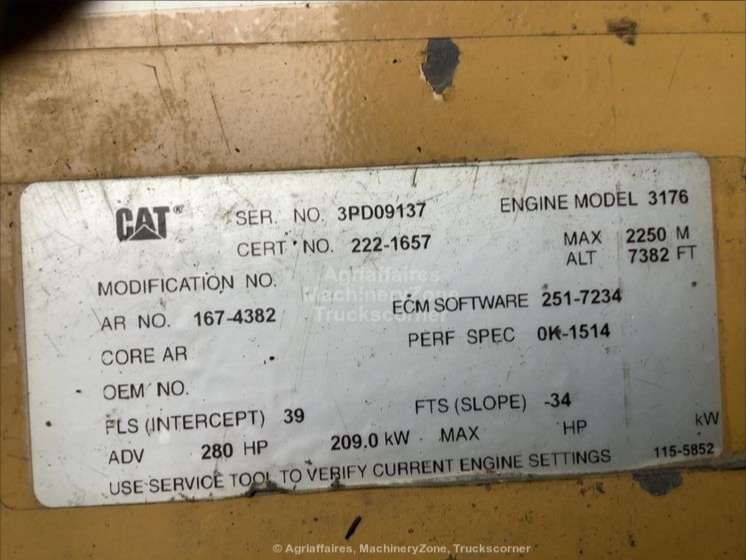 CAT® SER. NO. 3PD09137 ENGINE MODEL 3176
CERT NO. 222-1657 MAX ALT 2250 M 7382 FT
MODIFICATION NO.
AR NO. 167-4382 ECM SOFTWARE 251-7234
CORE AR PERF SPEC 0K-1514
OEM NO.
FLS (INTERCEPT) 39 FTS (SLOPE) -34
ADV 280 HP 209.0 kW MAX HP kW
USE SERVICE TOOL TO VERIFY CURRENT ENGINE SETTINGS 115-5852
Agriaffaires
MachineryZone
Truckscorner
© Agriaffaires, MachineryZone, Truckscorner